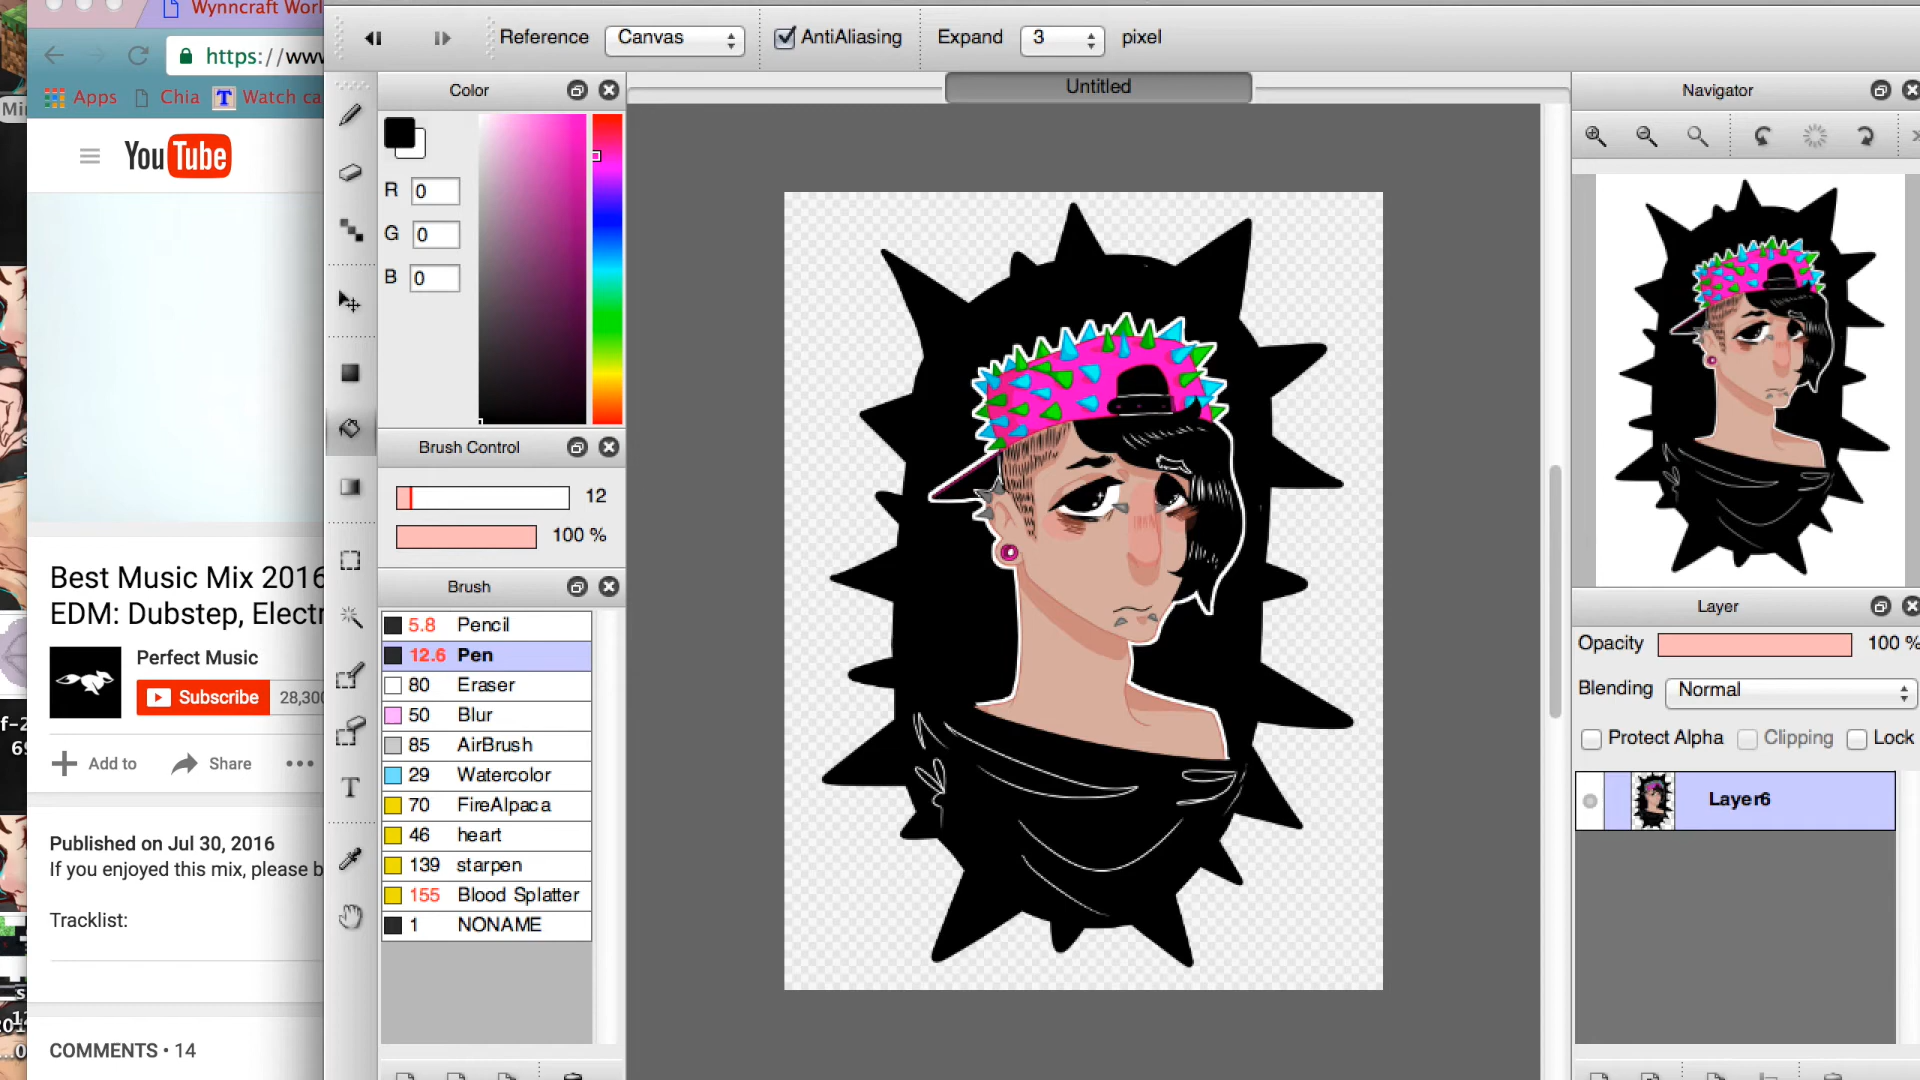 Wynncraft Worl
https://www
Apps
Chia
Watch ca
YouTube
Best Music Mix 2016
EDM: Dubstep, Electr
Perfect Music
Subscribe
28,300
Add to
Share
Published on Jul 30, 2016
If you enjoyed this mix, please b
Tracklist:
COMMENTS • 14
Reference
Canvas
AntiAliasing
Expand
3
pixel
Untitled
Color
R 0
G 0
B 0
Brush Control
12
100 %
Brush
5.8 Pencil
12.6 Pen
80 Eraser
50 Blur
85 AirBrush
29 Watercolor
70 FireAlpaca
46 heart
139 starpen
155 Blood Splatter
1 NONAME
T
Navigator
Layer
Opacity 100 %
Blending Normal
Protect Alpha Clipping Lock
Layer6